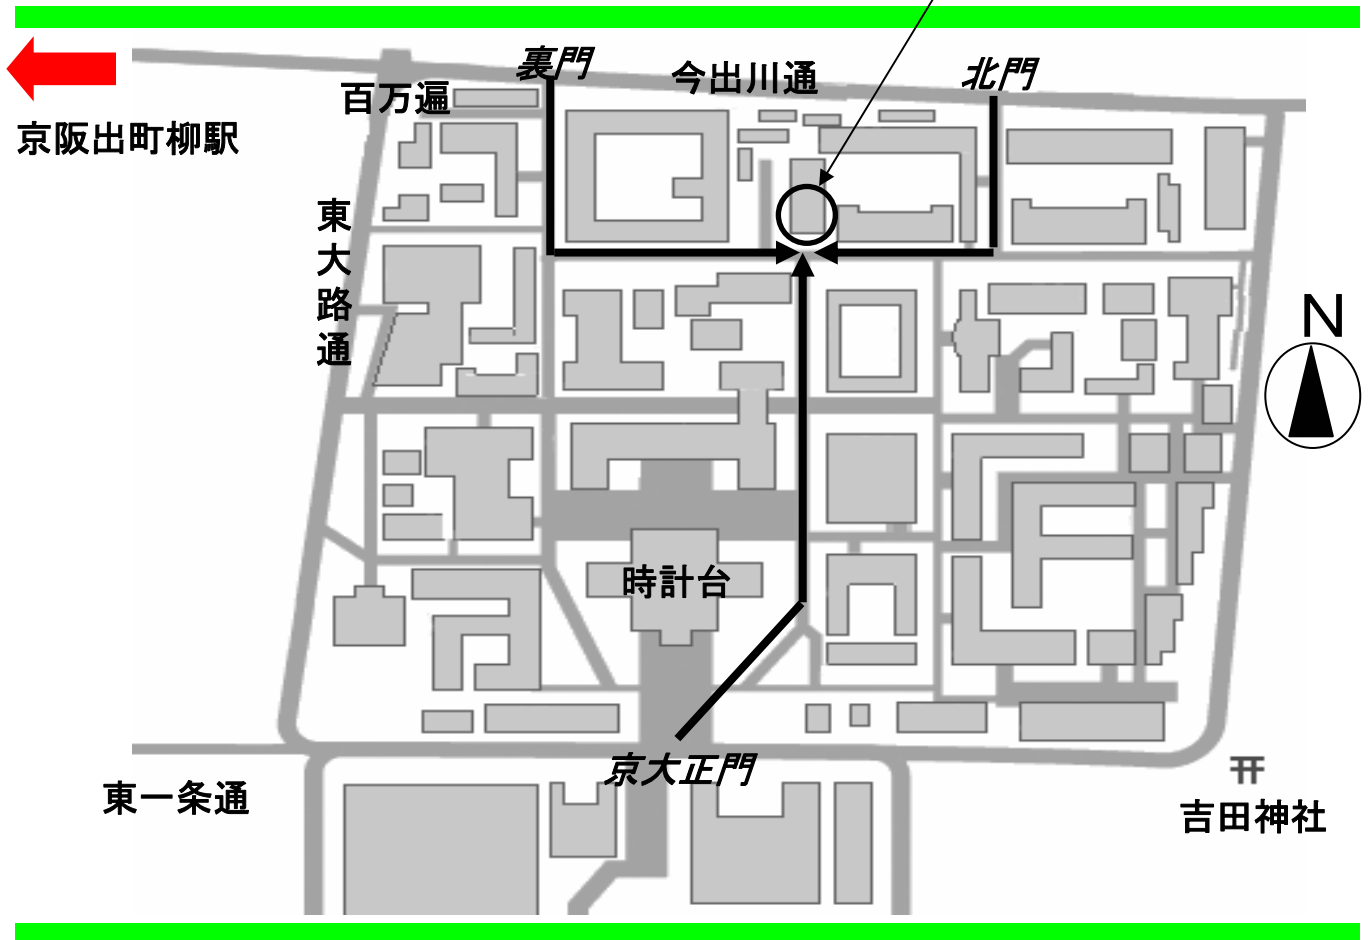 裏門
今出川通
北門
百万遍
京阪出町柳駅
東大路通
N
時計台
京大正門
東一条通
吉田神社